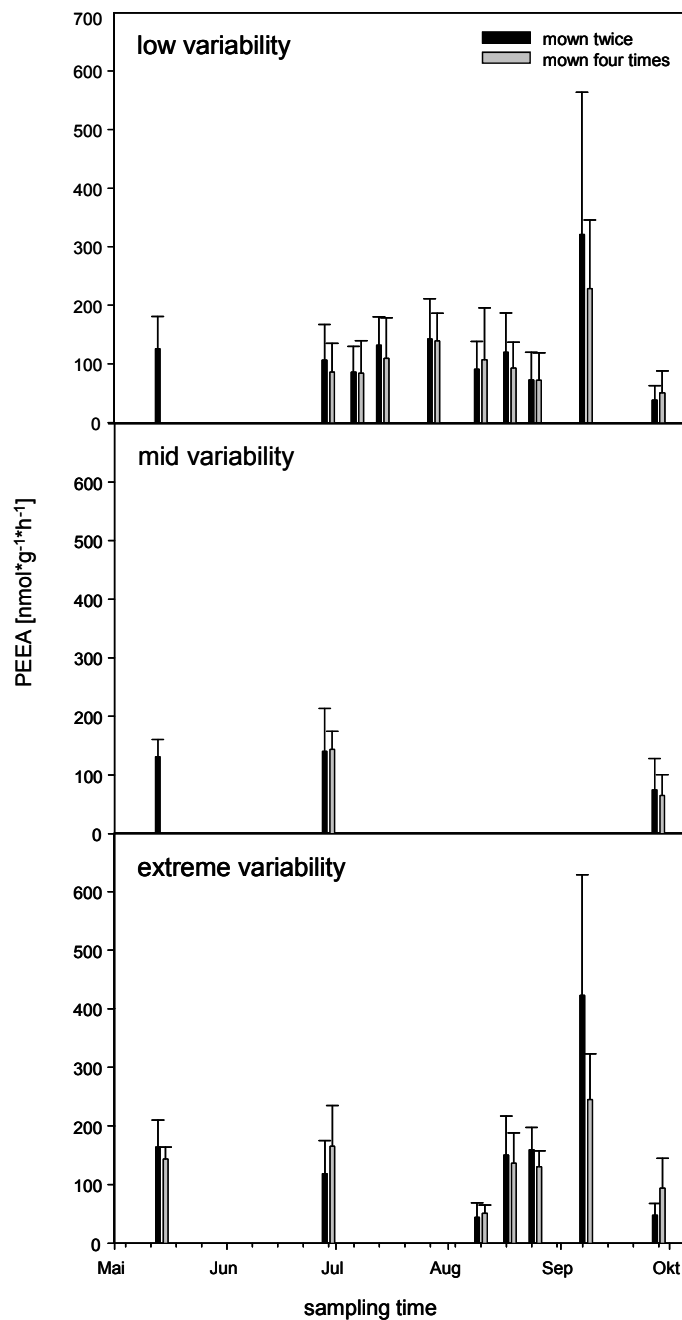 700
low variability
mown twice
mown four times
600
500
400
300
200
100
0
mid variability
600
500
400
300
200
100
0
PEEA [nmol*g⁻¹*h⁻¹]
extreme variability
600
500
400
300
200
100
0
Mai Jun Jul Aug Sep Okt
sampling time